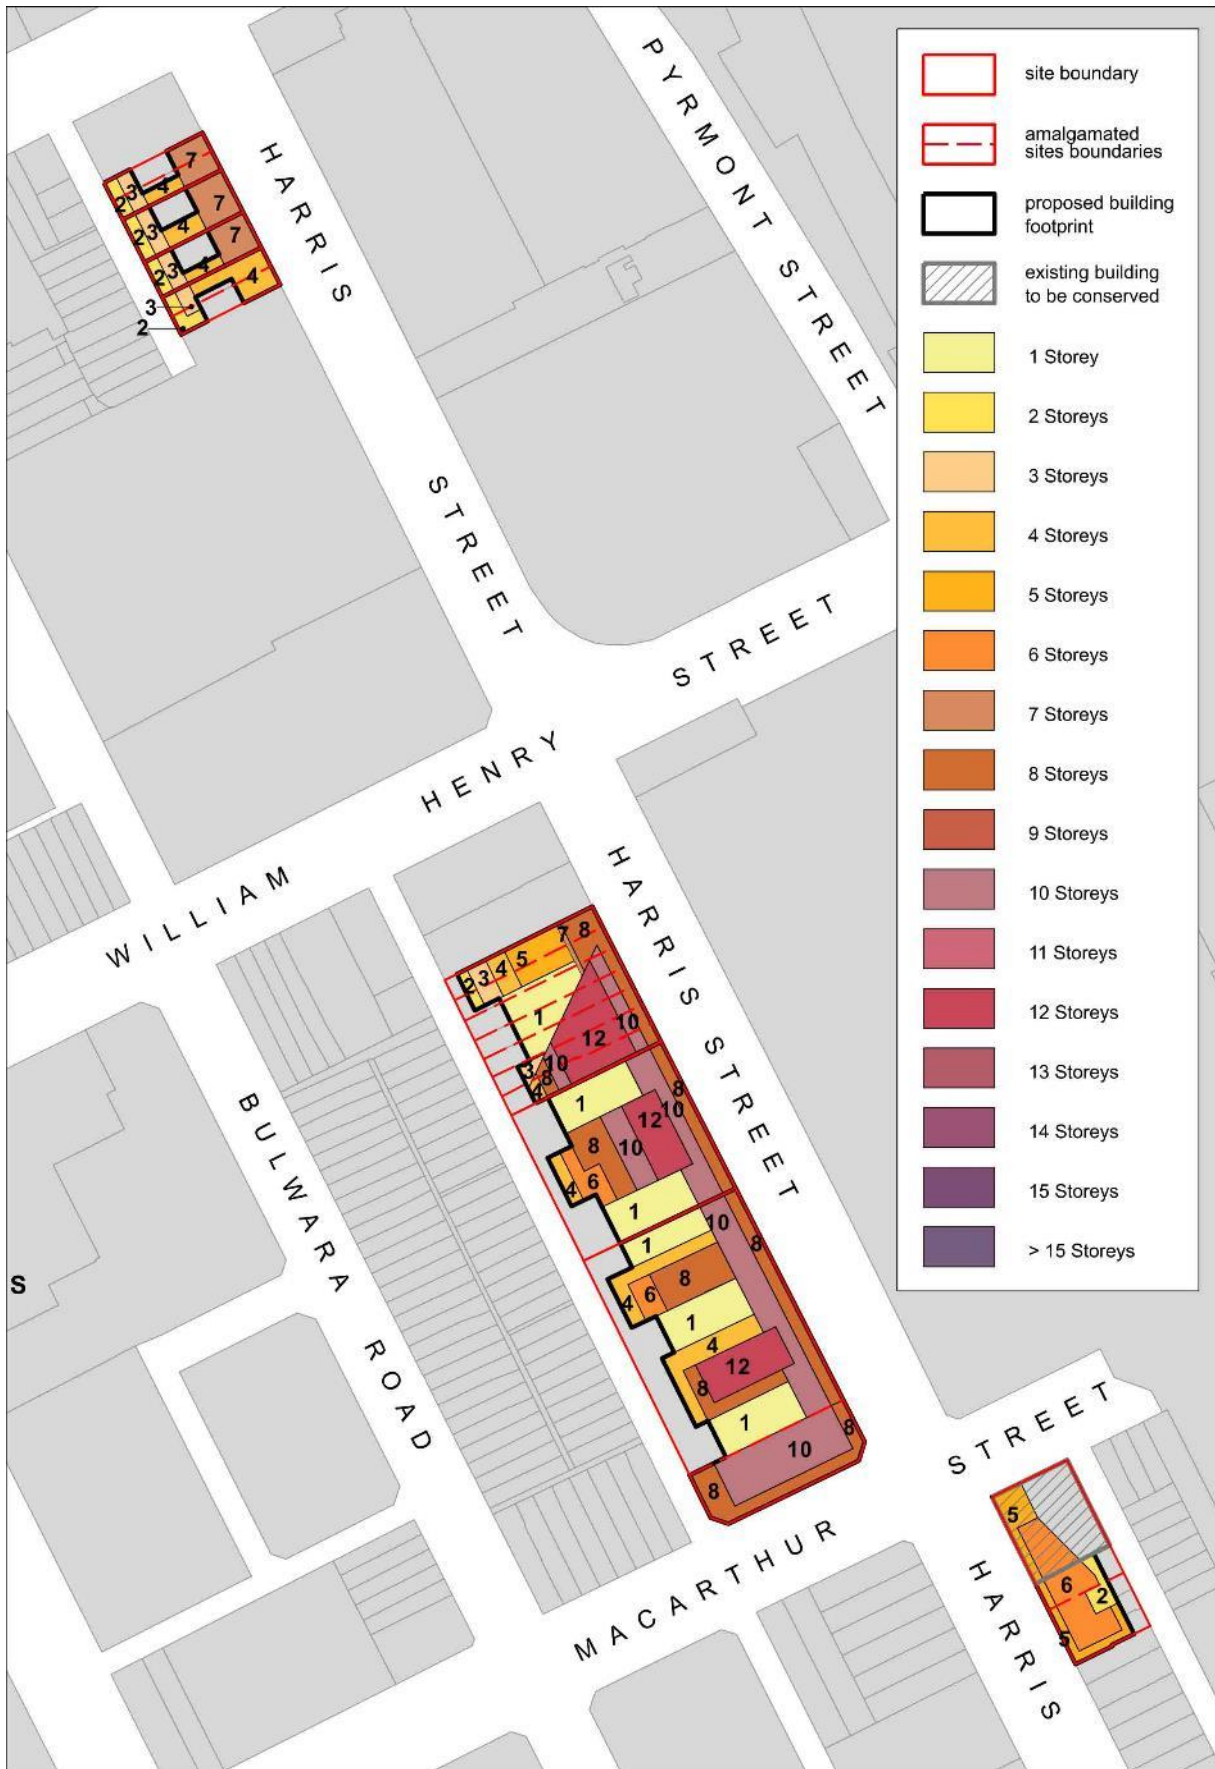 PYRMONT STREET
HARRIS STREET
7
3
4
2
7
4
3
2
7
4
3
2
4
3
2
WILLIAM HENRY STREET
HARRIS STREET
8
7
5
4
3
2
1
10
12
10
3
8
4
1
8
10
12
8
10
6
4
1
1
10
8
8
6
4
1
4
12
8
1
8
10
8
BULWARA ROAD
S
MACARTHUR STREET
HARRIS
5
6
2
5
site boundary
amalgamated
sites boundaries
proposed building
footprint
existing building
to be conserved
1 Storey
2 Storeys
3 Storeys
4 Storeys
5 Storeys
6 Storeys
7 Storeys
8 Storeys
9 Storeys
10 Storeys
11 Storeys
12 Storeys
13 Storeys
14 Storeys
15 Storeys
> 15 Storeys